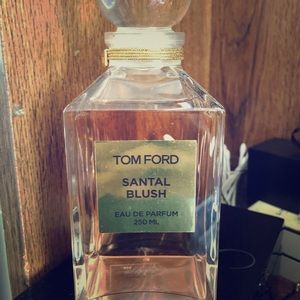 TOM FORD
SANTAL
BLUSH
EAU DE PARFUM
250 ML